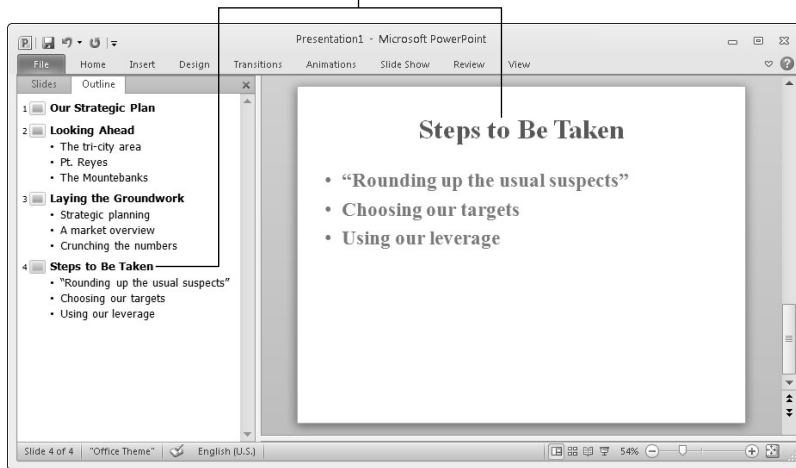 Presentation1 - Microsoft PowerPoint
File Home Insert Design Transitions Animations Slide Show Review View
Slides Outline
1 Our Strategic Plan
2 Looking Ahead
• The tri-city area
• Pt. Reyes
• The Mountebanks
3 Laying the Groundwork
• Strategic planning
• A market overview
• Crunching the numbers
4 Steps to Be Taken
• "Rounding up the usual suspects"
• Choosing our targets
• Using our leverage
Steps to Be Taken
• “Rounding up the usual suspects”
• Choosing our targets
• Using our leverage
Slide 4 of 4 "Office Theme" English (U.S.) 54%